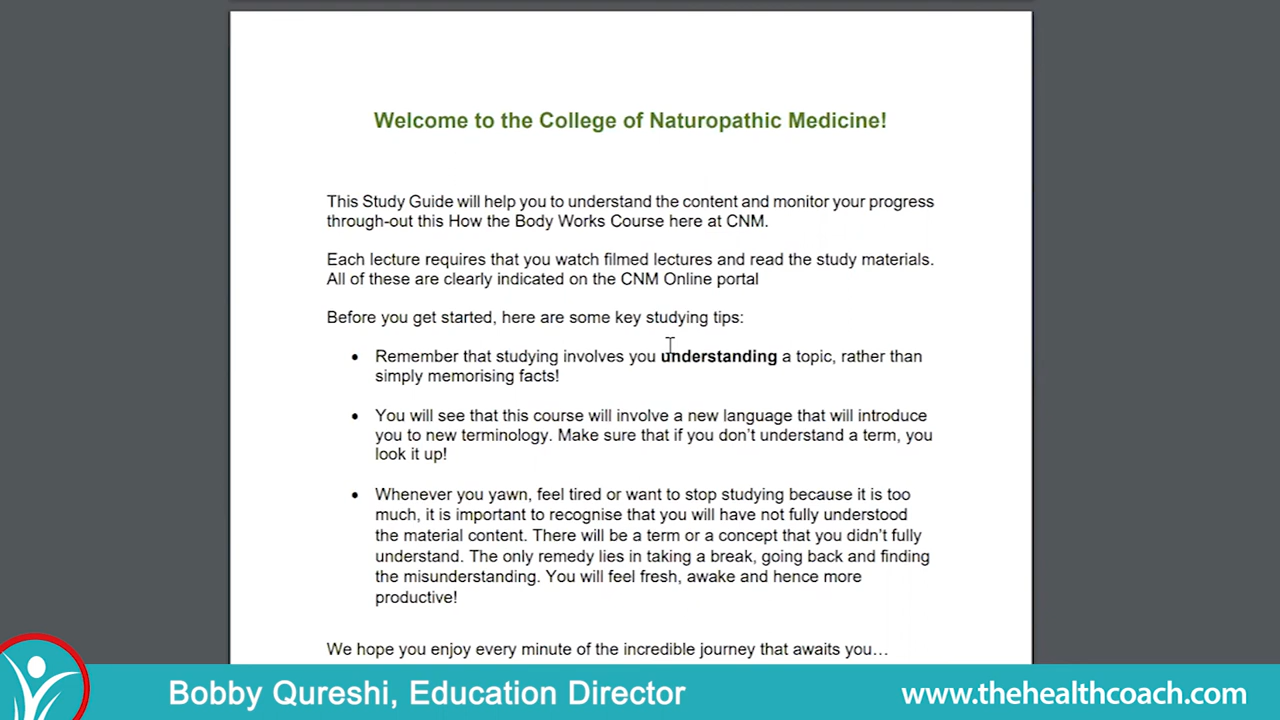 Welcome to the College of Naturopathic Medicine!
This Study Guide will help you to understand the content and monitor your progress
through-out this How the Body Works Course here at CNM.
Each lecture requires that you watch filmed lectures and read the study materials.
All of these are clearly indicated on the CNM Online portal
Before you get started, here are some key studying tips:
• Remember that studying involves you understanding a topic, rather than
simply memorising facts!
• You will see that this course will involve a new language that will introduce
you to new terminology. Make sure that if you don’t understand a term, you
look it up!
• Whenever you yawn, feel tired or want to stop studying because it is too
much, it is important to recognise that you will have not fully understood
the material content. There will be a term or a concept that you didn’t fully
understand. The only remedy lies in taking a break, going back and finding
the misunderstanding. You will feel fresh, awake and hence more
productive!
We hope you enjoy every minute of the incredible journey that awaits you…
Bobby Qureshi, Education Director
www.thehealthcoach.com